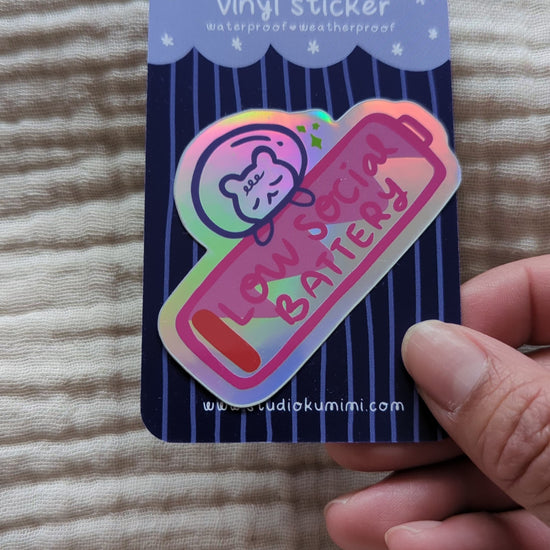 vinyl sticker
waterproof♥weatherproof
LOW SOCIAL
BATTERY
www.studiokumimi.com